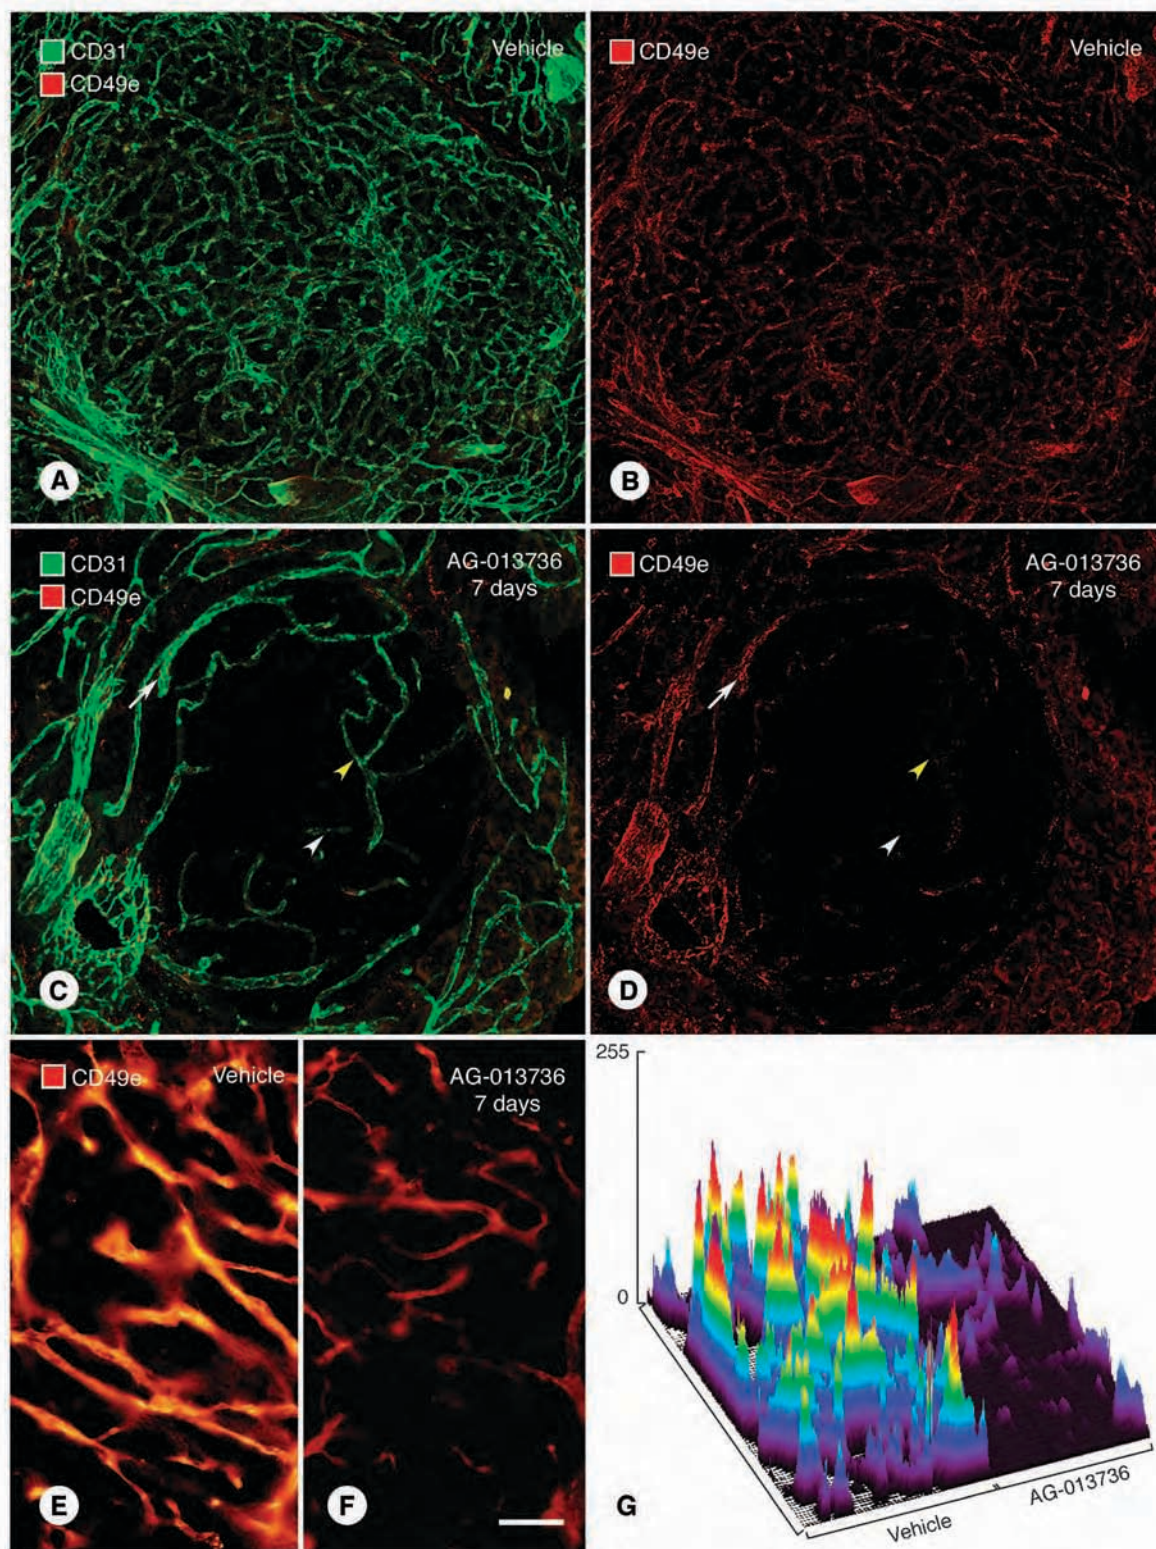 CD31
CD49e
Vehicle
A
CD49e
Vehicle
B
CD31
CD49e
AG-013736
7 days
C
CD49e
AG-013736
7 days
D
CD49e
Vehicle
E
AG-013736
7 days
F
255
0
G
Vehicle
AG-013736